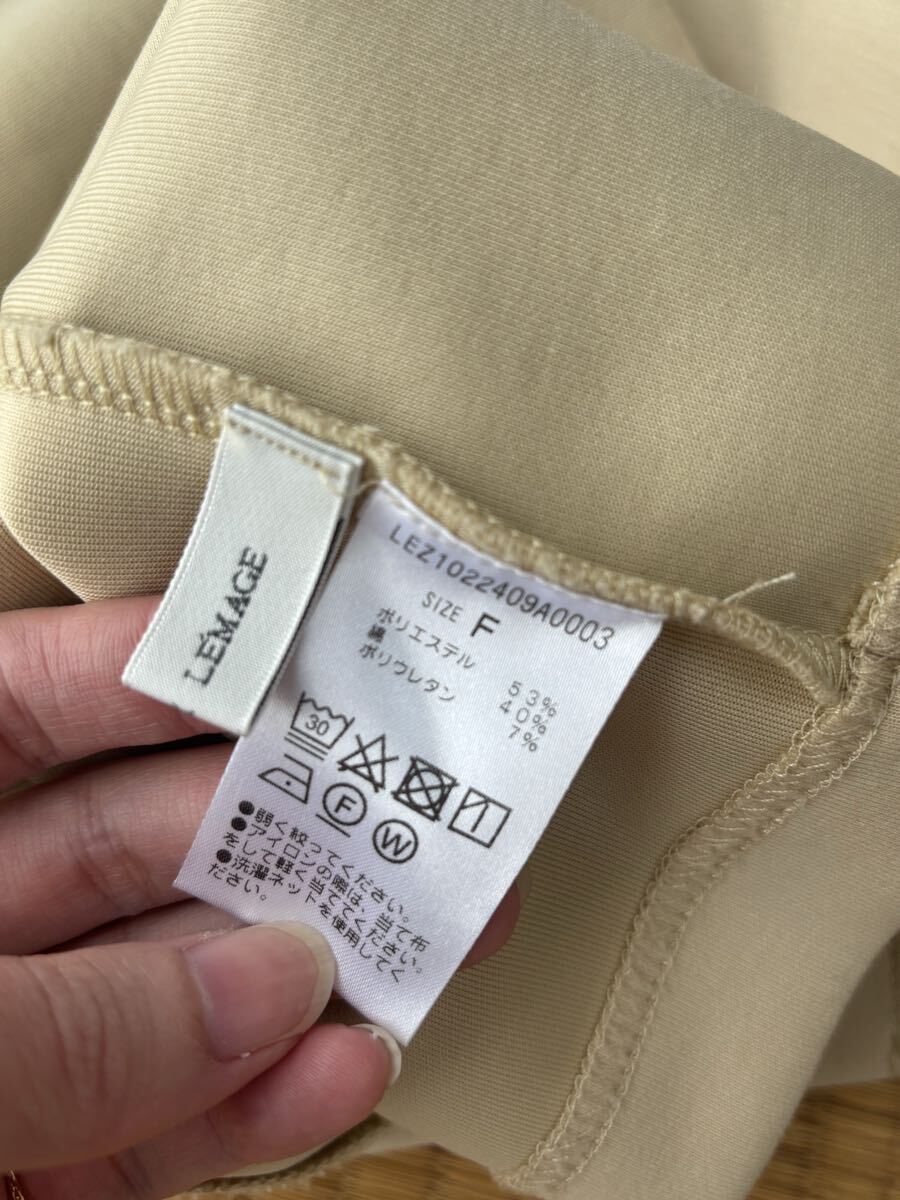 LÉMAGE
LEZ1022409A0003
SIZE F
ポリエステル 53%
綿 40%
ポリウレタン 7%
30
F
W
●弱く絞ってください。
●アイロンの際は、当て布
をして軽く当ててください。
●洗濯ネットを使用してく
ださい。